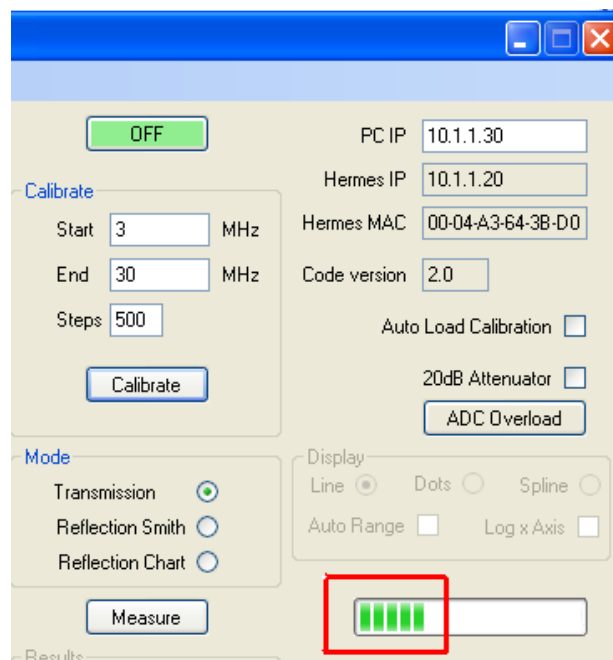 OFF
PC IP 10.1.1.30
Hermes IP 10.1.1.20
Calibrate
Start 3 MHz
Hermes MAC 00-04-A3-64-3B-D0
End 30 MHz
Code version 2.0
Steps 500
Auto Load Calibration
Calibrate
20dB Attenuator
ADC Overload
Mode
Display
Transmission
Line Dots Spline
Reflection Smith
Auto Range Log x Axis
Reflection Chart
Measure
Results